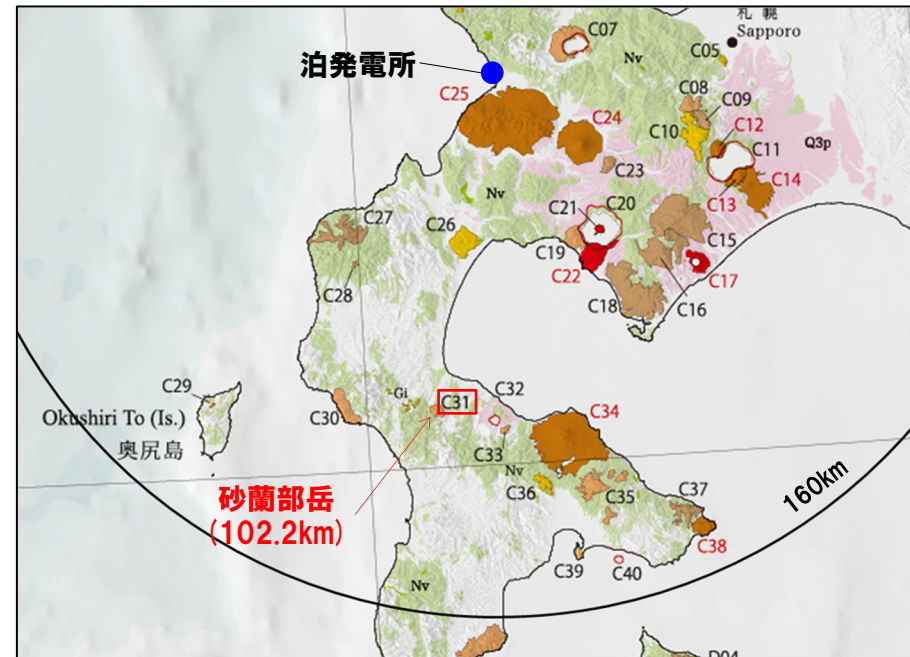 札幌
Sapporo
C07
泊発電所
Nv
C05
C25
C08
C09
C24
C10
C12
Q3p
C11
C23
C14
Nv
C13
C20
C21
C27
C26
C15
C19
C28
C22
C17
C16
C18
C29
C32
Gi
C31
C34
Okushiri To (Is.)
C30
奥尻島
C33
Nv
砂蘭部岳
(102.2km)
C36
C35
C37
160km
C38
C39
C40
Nv
D04